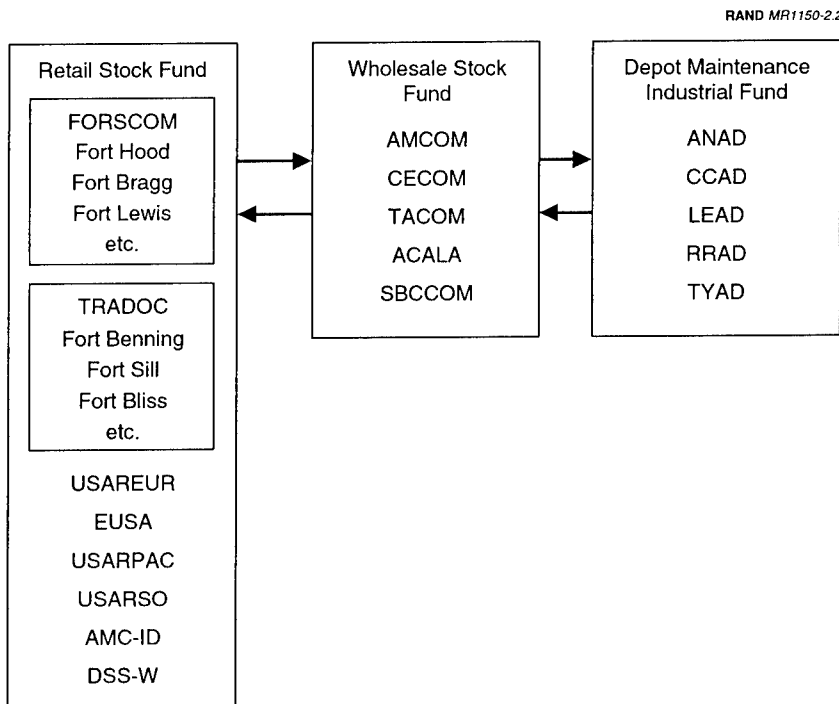 RAND MR1150-2.2
Retail Stock Fund
FORSCOM
Fort Hood
Fort Bragg
Fort Lewis
etc.
TRADOC
Fort Benning
Fort Sill
Fort Bliss
etc.
USAREUR
EUSA
USARPAC
USARSO
AMC-ID
DSS-W
Wholesale Stock
Fund
AMCOM
CECOM
TACOM
ACALA
SBCCOM
Depot Maintenance
Industrial Fund
ANAD
CCAD
LEAD
RRAD
TYAD